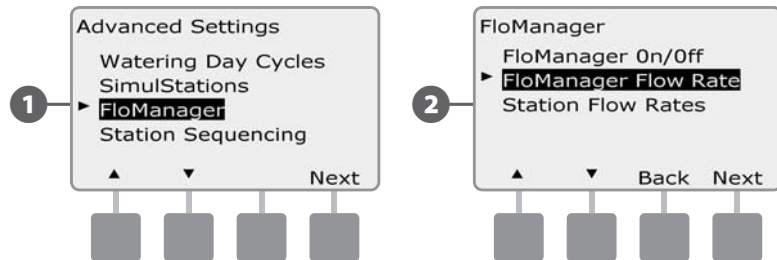 Advanced Settings
Watering Day Cycles
SimulStations
1
► FloManager
Station Sequencing
▲ ▼ Next
FloManager
FloManager On/Off
2
► FloManager Flow Rate
Station Flow Rates
▲ ▼ Back Next